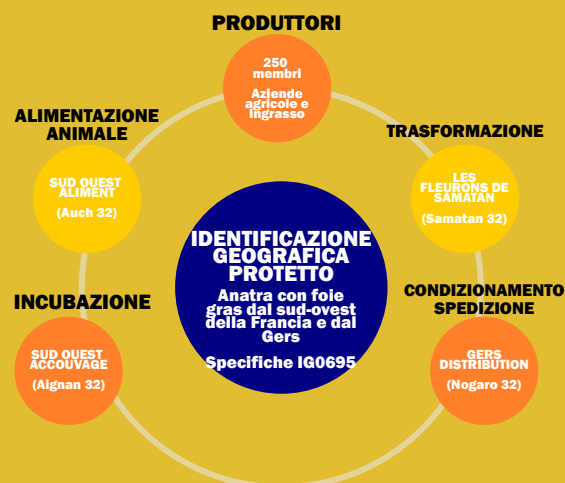 PRODUTTORI
250
membri
Aziende
agricole e
Ingrasso
ALIMENTAZIONE
ANIMALE
SUD OUEST
ALIMENT
(Auch 32)
TRASFORMAZIONE
LES
FLEURONS DE
SAMATAN
(Samatan 32)
IDENTIFICAZIONE
GEOGRAFICA
PROTETTO
Anatra con foie
gras dal sud-ovest
della Francia e dal
Gers
Specifiche IG0695
INCUBAZIONE
SUD OUEST
ACCOUVAGE
(Aignan 32)
CONDIZIONAMENTO
SPEDIZIONE
GERS
DISTRIBUTION
(Nogaro 32)